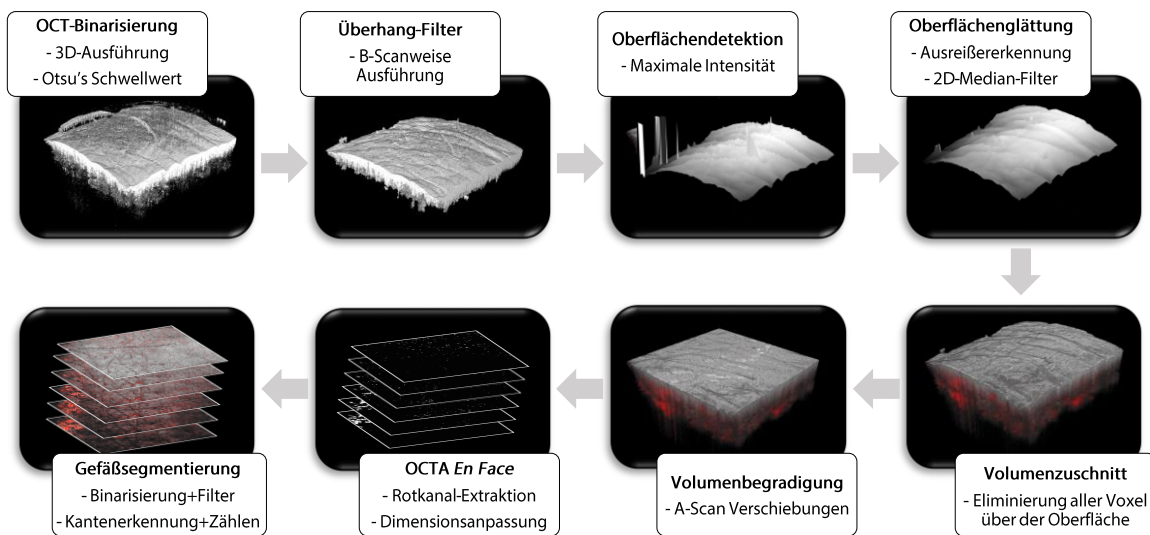 OCT-Binarisierung
- 3D-Ausführung
- Otsu's Schwellwert
Überhang-Filter
- B-Scanweise
Ausführung
Oberflächendetektion
- Maximale Intensität
Oberflächenglättung
- Ausreißererkennung
- 2D-Median-Filter
Volumenzuschnitt
- Eliminierung aller Voxel
über der Oberfläche
Volumenbegradigung
- A-Scan Verschiebungen
OCTA En Face
- Rotkanal-Extraktion
- Dimensionsanpassung
Gefäßsegmentierung
- Binarisierung+Filter
- Kantenerkennung+Zählen